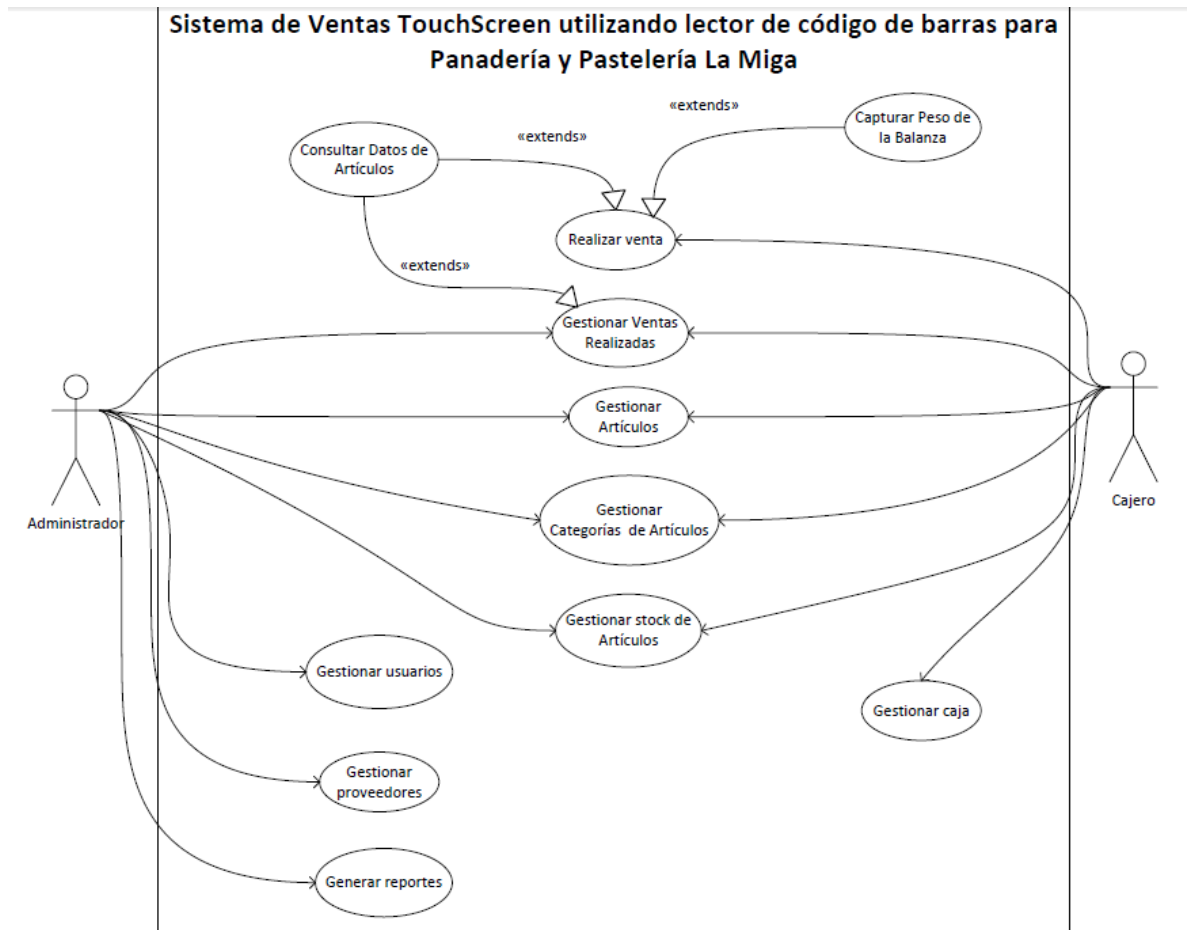 Sistema de Ventas TouchScreen utilizando lector de código de barras para
Panadería y Pastelería La Miga
«extends»
Capturar Peso de
la Balanza
«extends»
Consultar Datos de
Artículos
Realizar venta
«extends»
Gestionar Ventas
Realizadas
Gestionar
Artículos
Administrador
Cajero
Gestionar
Categorías de Artículos
Gestionar stock de
Artículos
Gestionar usuarios
Gestionar caja
Gestionar
proveedores
Generar reportes